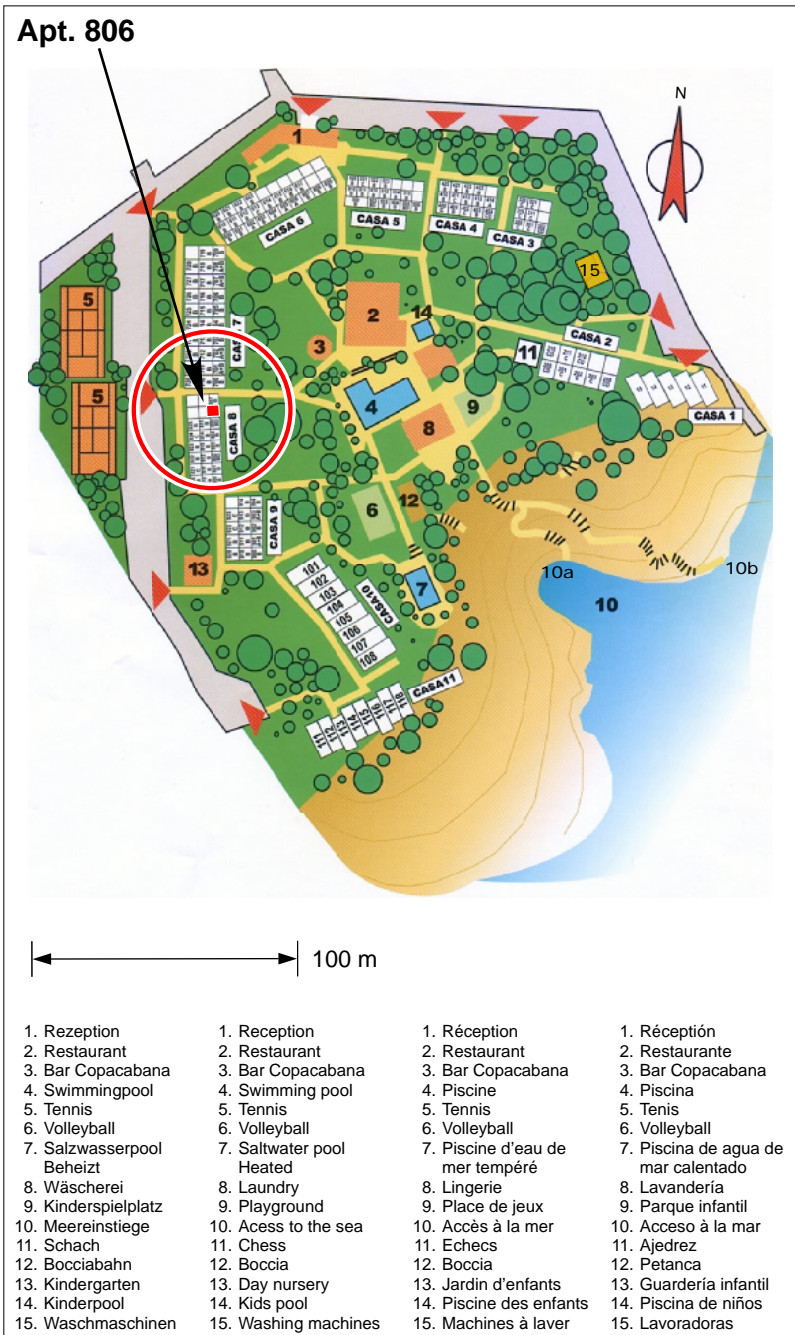 Apt. 806
N
1
CASA 6
CASA 5
CASA 4
CASA 3
15
5
2
14
CASA 7
3
11
CASA 2
CASA 1
5
4
9
8
CASA 8
6
12
CASA 9
13
7
10a
10b
10
101
102
103
104
105
106
107
108
CASA10
CASA11
111
112
113
114
115
116
117
118
100 m
1. Rezeption
2. Restaurant
3. Bar Copacabana
4. Swimmingpool
5. Tennis
6. Volleyball
7. Salzwasserpool
Beheizt
8. Wäscherei
9. Kinderspielplatz
10. Meereinstiege
11. Schach
12. Bocciabahn
13. Kindergarten
14. Kinderpool
15. Waschmaschinen
1. Reception
2. Restaurant
3. Bar Copacabana
4. Swimming pool
5. Tennis
6. Volleyball
7. Saltwater pool
Heated
8. Laundry
9. Playground
10. Acess to the sea
11. Chess
12. Boccia
13. Day nursery
14. Kids pool
15. Washing machines
1. Réception
2. Restaurant
3. Bar Copacabana
4. Piscine
5. Tennis
6. Volleyball
7. Piscine d'eau de
mer tempéré
8. Lingerie
9. Place de jeux
10. Accès à la mer
11. Echecs
12. Boccia
13. Jardin d'enfants
14. Piscine des enfants
15. Machines à laver
1. Réceptión
2. Restaurante
3. Bar Copacabana
4. Piscina
5. Tenis
6. Volleyball
7. Piscina de agua de
mar calentado
8. Lavandería
9. Parque infantil
10. Acceso a la mar
11. Ajedrez
12. Petanca
13. Guardería infantil
14. Piscina de niños
15. Lavoradoras